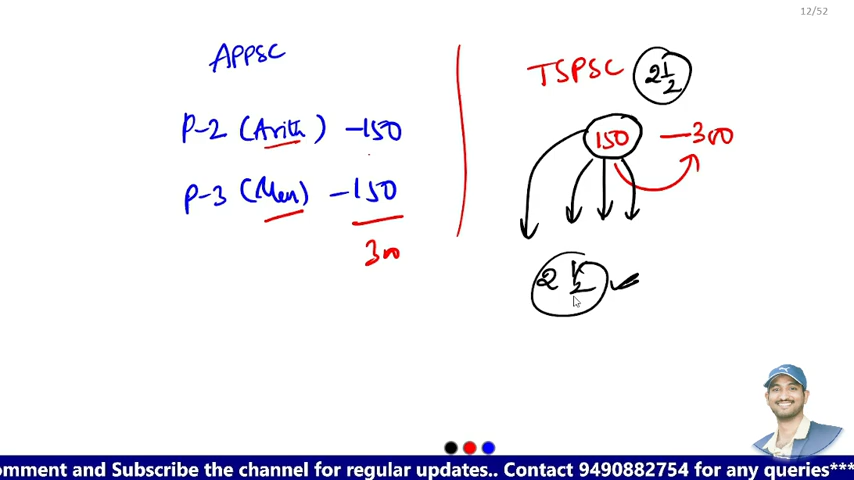 12/52
APPSC
P-2 (Arith) - 150
P-3 (Men) - 150
300
TSPSC 2 1/2
150 - 300
2 1/2
omment and Subscribe the channel for regular updates.. Contact 9490882754 for any queries***